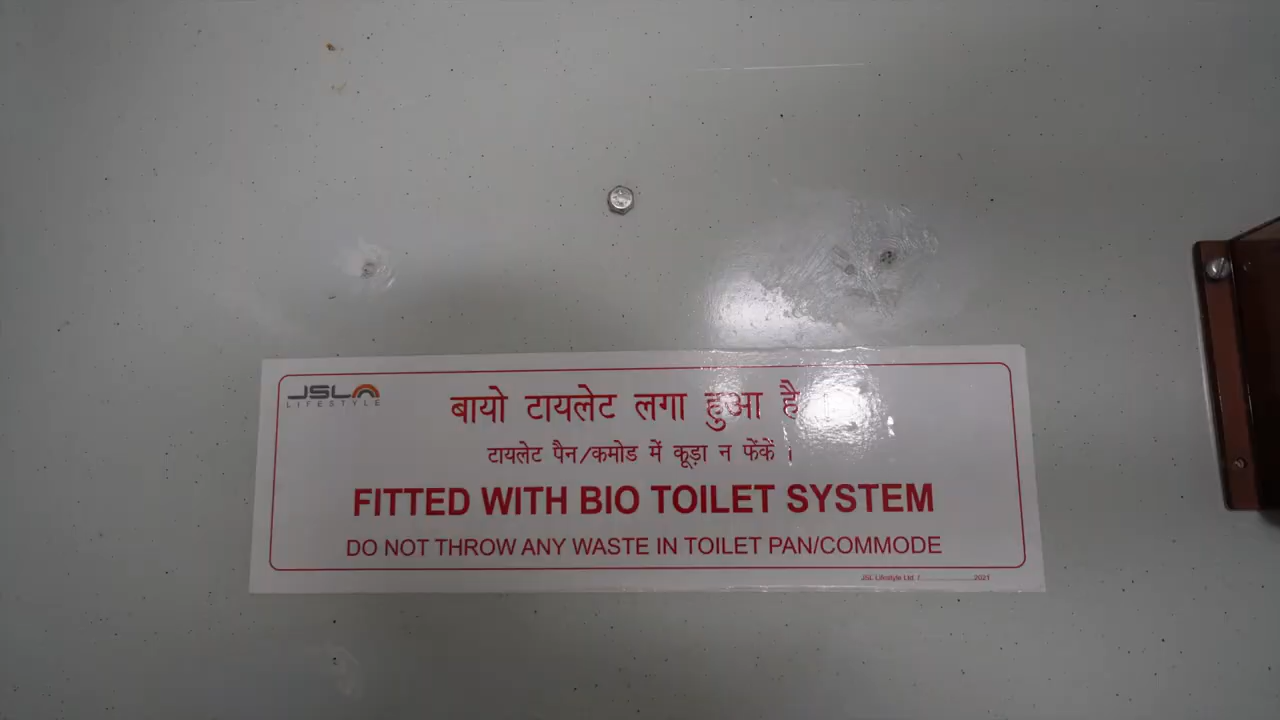 JSL
LIFESTYLE
बायो टायलेट लगा हुआ है
टायलेट पैन/कमोड में कूड़ा न फेंकें ।
FITTED WITH BIO TOILET SYSTEM
DO NOT THROW ANY WASTE IN TOILET PAN/COMMODE
JSL Lifestyle Ltd. / ________ 2021